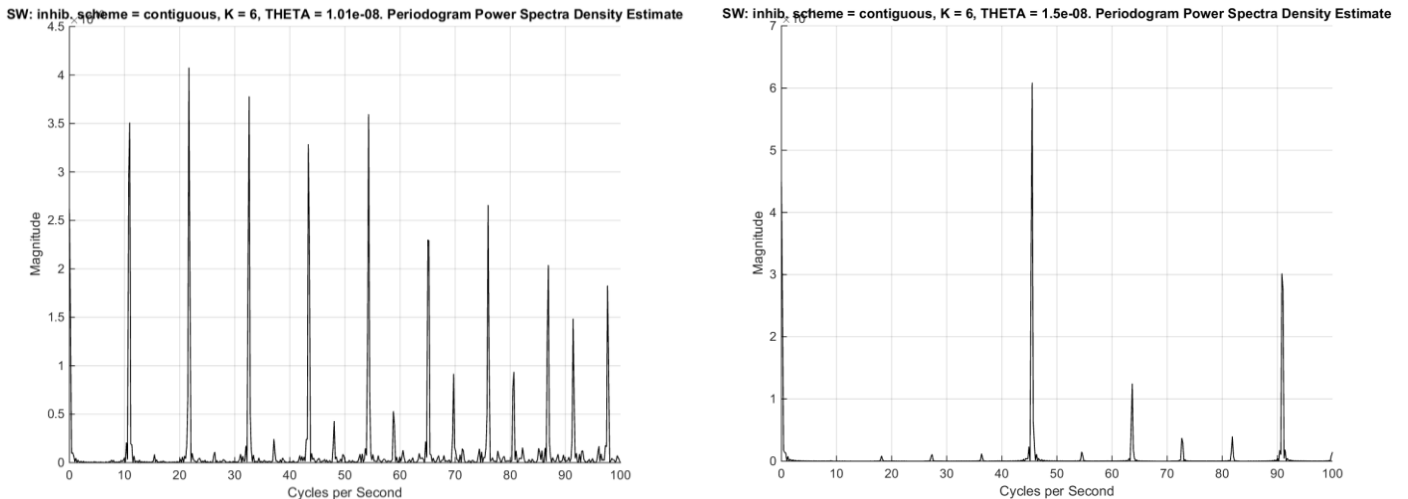 SW: inhib. scheme = contiguous, K = 6, THETA = 1.01e-08. Periodogram Power Spectra Density Estimate
4.5
4
3.5
3
2.5
2
1.5
1
0.5
0
Magnitude
0 10 20 30 40 50 60 70 80 90 100
Cycles per Second
SW: inhib. scheme = contiguous, K = 6, THETA = 1.5e-08. Periodogram Power Spectra Density Estimate
7
6
5
4
3
2
1
0
Magnitude
0 10 20 30 40 50 60 70 80 90 100
Cycles per Second